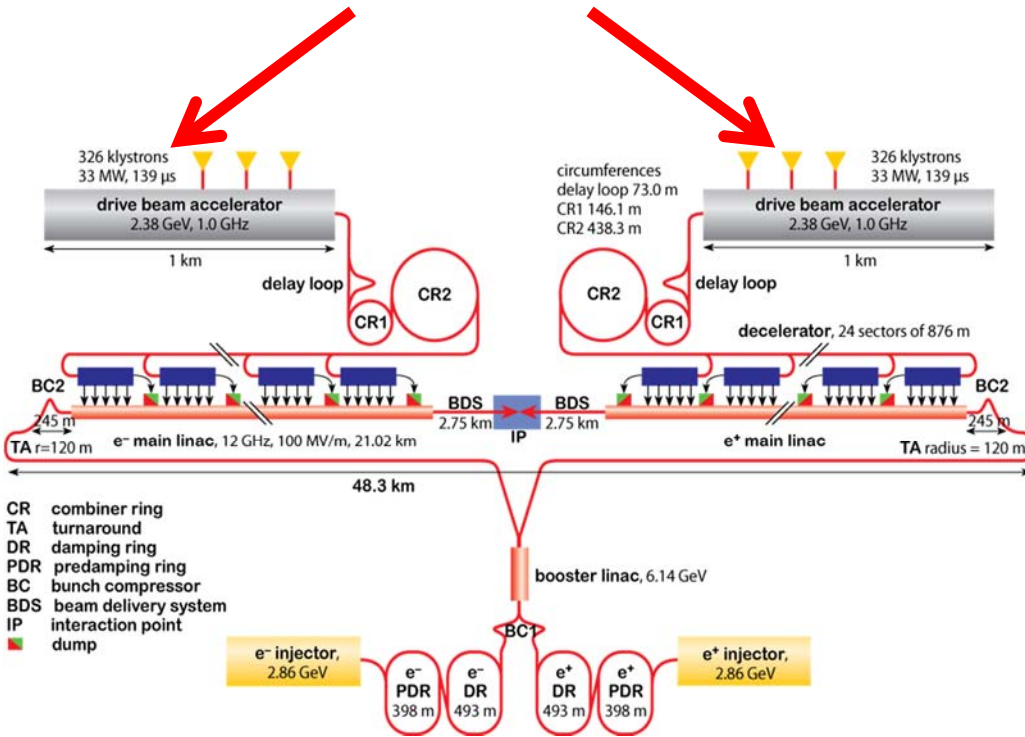 326 klystrons
33 MW, 139 µs
drive beam accelerator
2.38 GeV, 1.0 GHz
1 km
delay loop
CR1
CR2
circumferences
delay loop 73.0 m
CR1 146.1 m
CR2 438.3 m
326 klystrons
33 MW, 139 µs
drive beam accelerator
2.38 GeV, 1.0 GHz
1 km
delay loop
CR2
CR1
decelerator, 24 sectors of 876 m
BC2
245 m
TA r=120 m
e⁻ main linac, 12 GHz, 100 MV/m, 21.02 km
BDS
2.75 km
IP
BDS
2.75 km
e⁺ main linac
BC2
245 m
TA radius = 120 m
48.3 km
CR combiner ring
TA turnaround
DR damping ring
PDR predamping ring
BC bunch compressor
BDS beam delivery system
IP interaction point
dump
booster linac, 6.14 GeV
BC1
e⁻ injector,
2.86 GeV
e⁻
PDR
398 m
e⁻
DR
493 m
e⁺
DR
493 m
e⁺
PDR
398 m
e⁺ injector,
2.86 GeV